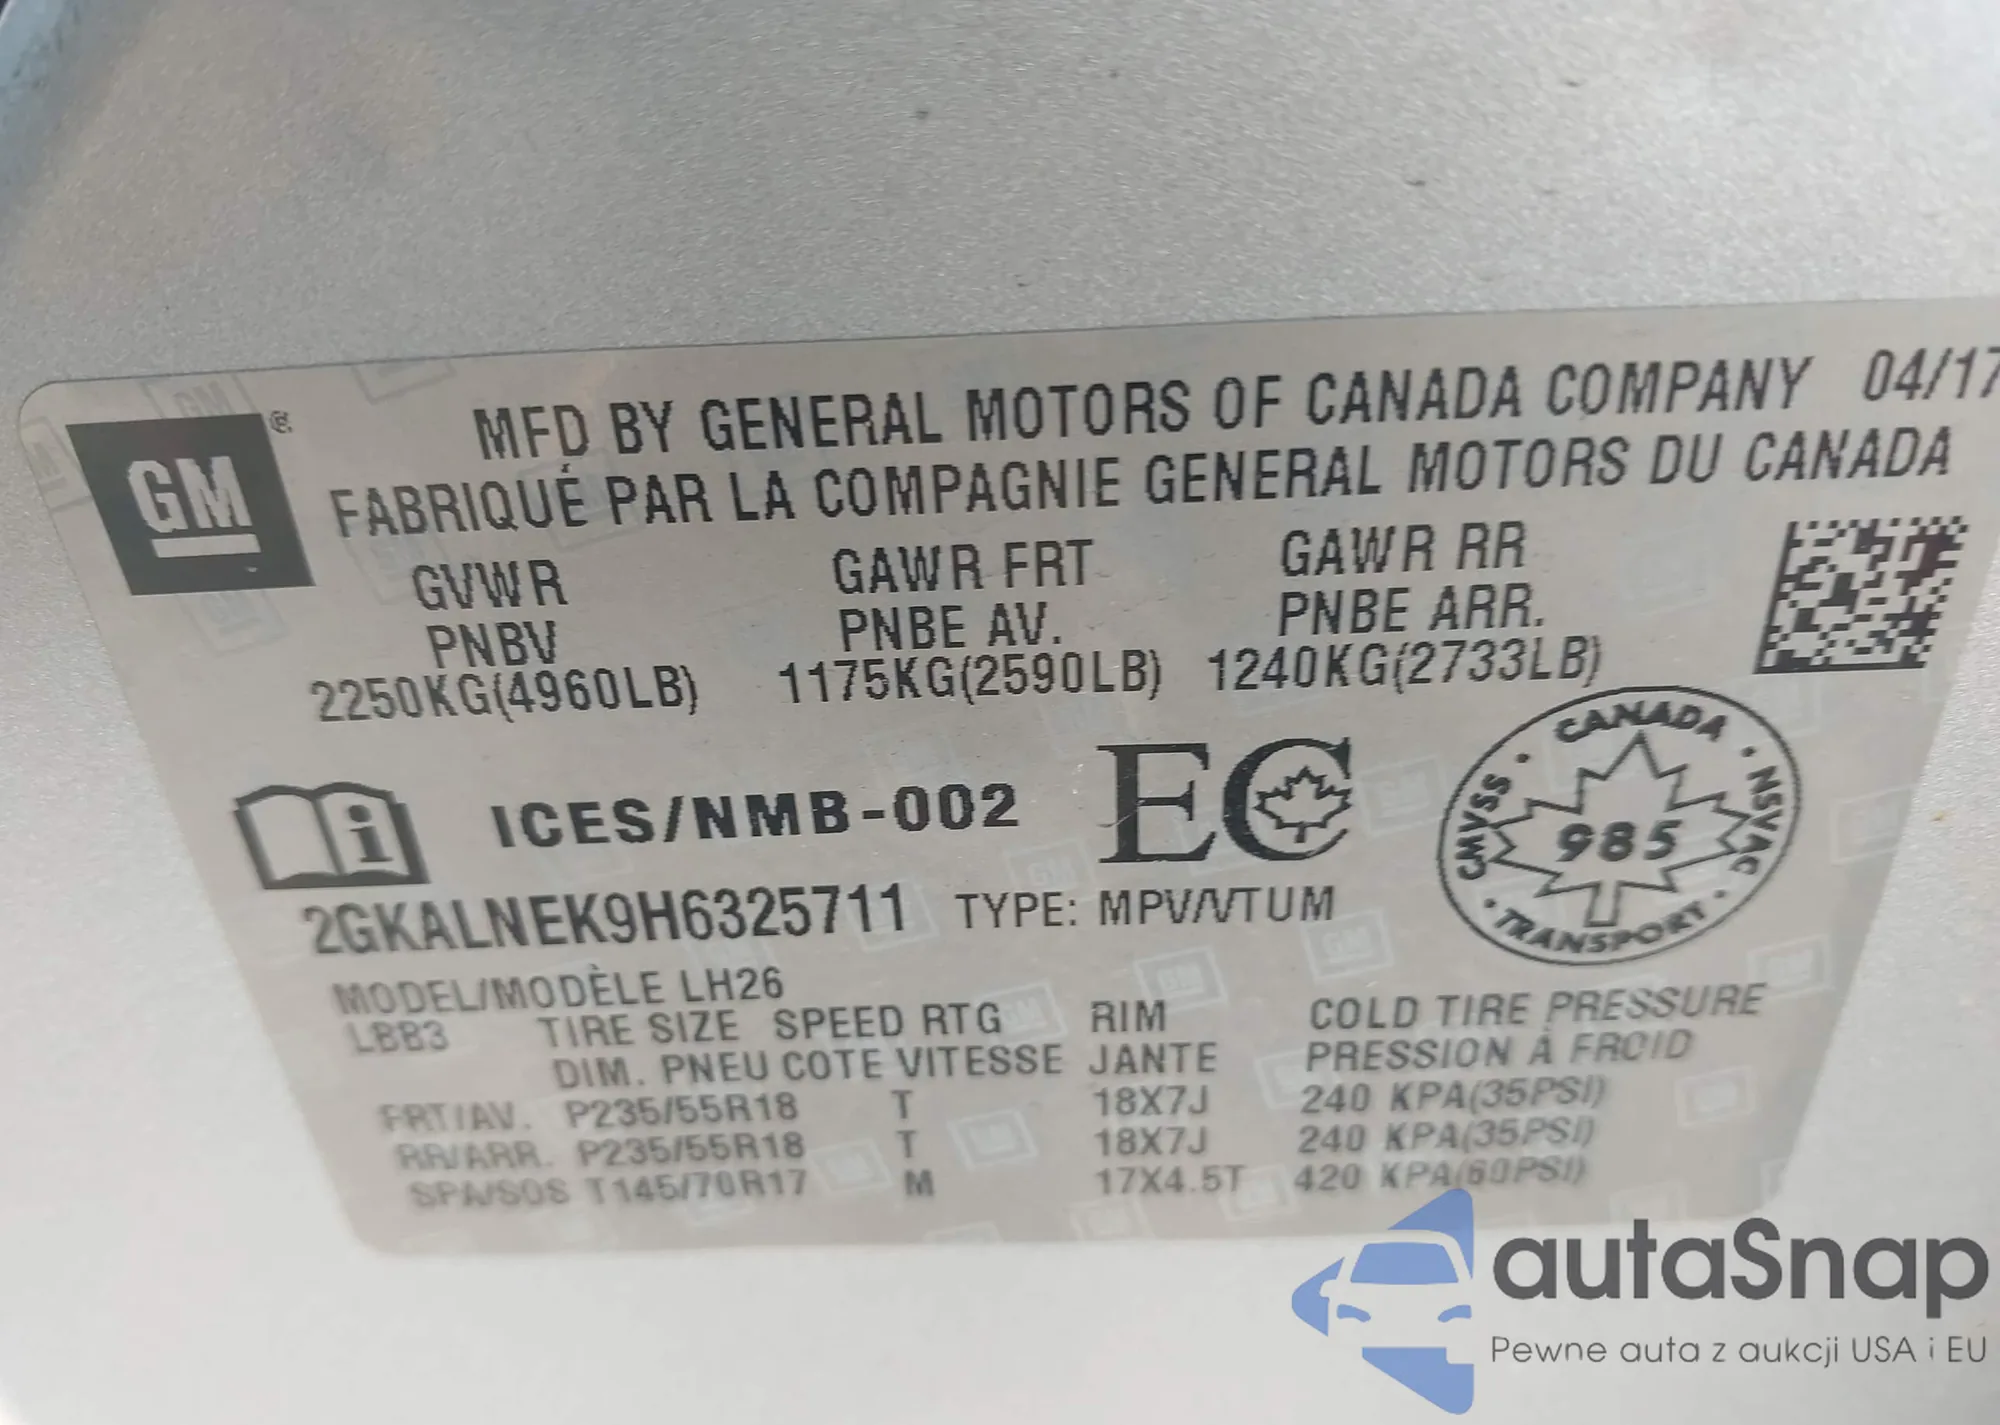 MFD BY GENERAL MOTORS OF CANADA COMPANY 04/17
GM ®
FABRIQUÉ PAR LA COMPAGNIE GENERAL MOTORS DU CANADA
GVWR GAWR FRT GAWR RR
PNBV PNBE AV. PNBE ARR.
2250KG(4960LB) 1175KG(2590LB) 1240KG(2733LB)
i ICES/NMB-002 EC
CANADA
CMVSS · NSVAC
985
TRANSPORT
2GKALNEK9H6325711 TYPE: MPV/VTUM
MODEL/MODÈLE LH26
LBB3 TIRE SIZE SPEED RTG RIM COLD TIRE PRESSURE
DIM. PNEU COTE VITESSE JANTE PRESSION À FROID
FRT/AV. P235/55R18 T 18X7J 240 KPA(35PSI)
RR/ARR. P235/55R18 T 18X7J 240 KPA(35PSI)
SPA/SOS T145/70R17 M 17X4.5T 420 KPA(60PSI)
autaSnap
Pewne auta z aukcji USA i EU